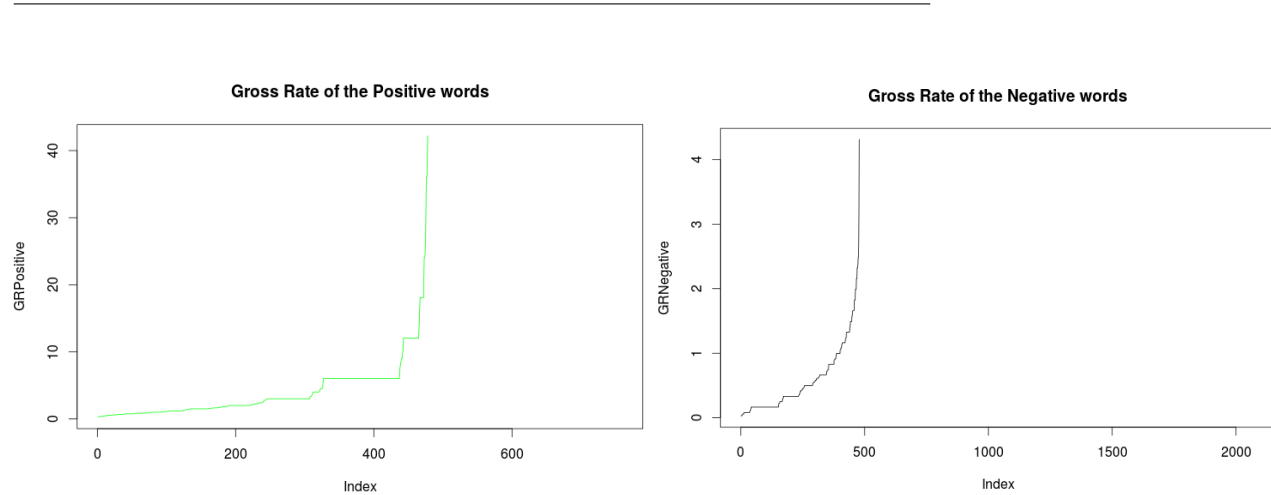 Gross Rate of the Positive words
GRPositive
40
30
20
10
0
0 200 400 600
Index
Gross Rate of the Negative words
GRNegative
4
3
2
1
0
0 500 1000 1500 2000
Index